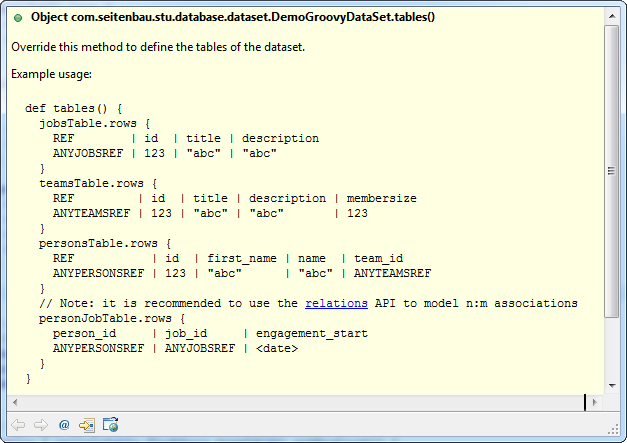 Object com.seitenbau.stu.database.dataset.DemoGroovyDataSet.tables()
Override this method to define the tables of the dataset.
Example usage:
def tables() {
  jobsTable.rows {
    REF        | id  | title | description
    ANYJOBSREF | 123 | "abc" | "abc"
  }
  teamsTable.rows {
    REF         | id  | title | description | membersize
    ANYTEAMSREF | 123 | "abc" | "abc"       | 123
  }
  personsTable.rows {
    REF           | id  | first_name | name  | team_id
    ANYPERSONSREF | 123 | "abc"      | "abc" | ANYTEAMSREF
  }
  // Note: it is recommended to use the relations API to model n:m associations
  personJobTable.rows {
    person_id     | job_id     | engagement_start
    ANYPERSONSREF | ANYJOBSREF | <date>
  }
}
@